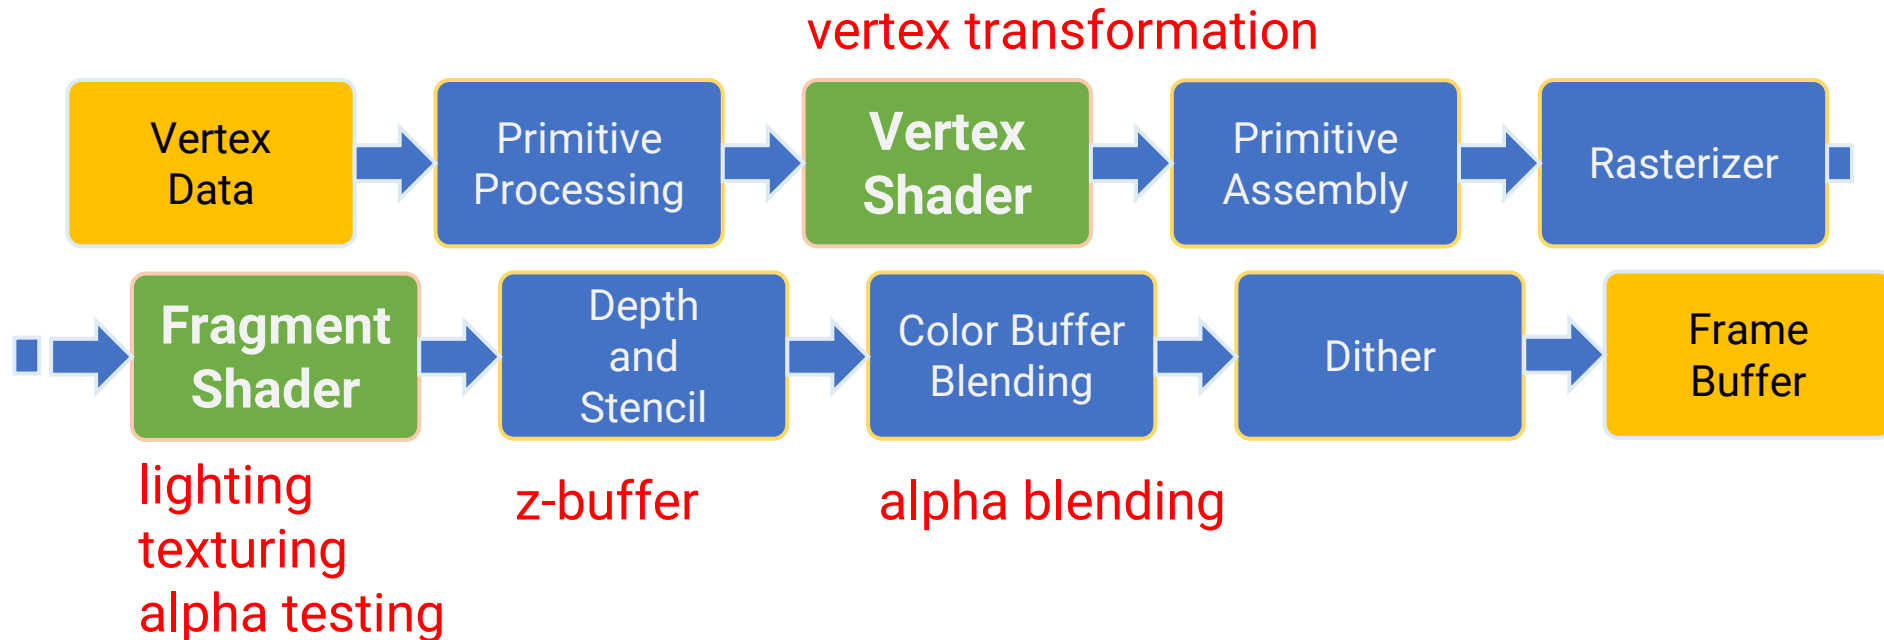 vertex transformation
Vertex
Data
Primitive
Processing
Vertex
Shader
Primitive
Assembly
Rasterizer
Fragment
Shader
Depth
and
Stencil
Color Buffer
Blending
Dither
Frame
Buffer
lighting
texturing
alpha testing
z-buffer
alpha blending